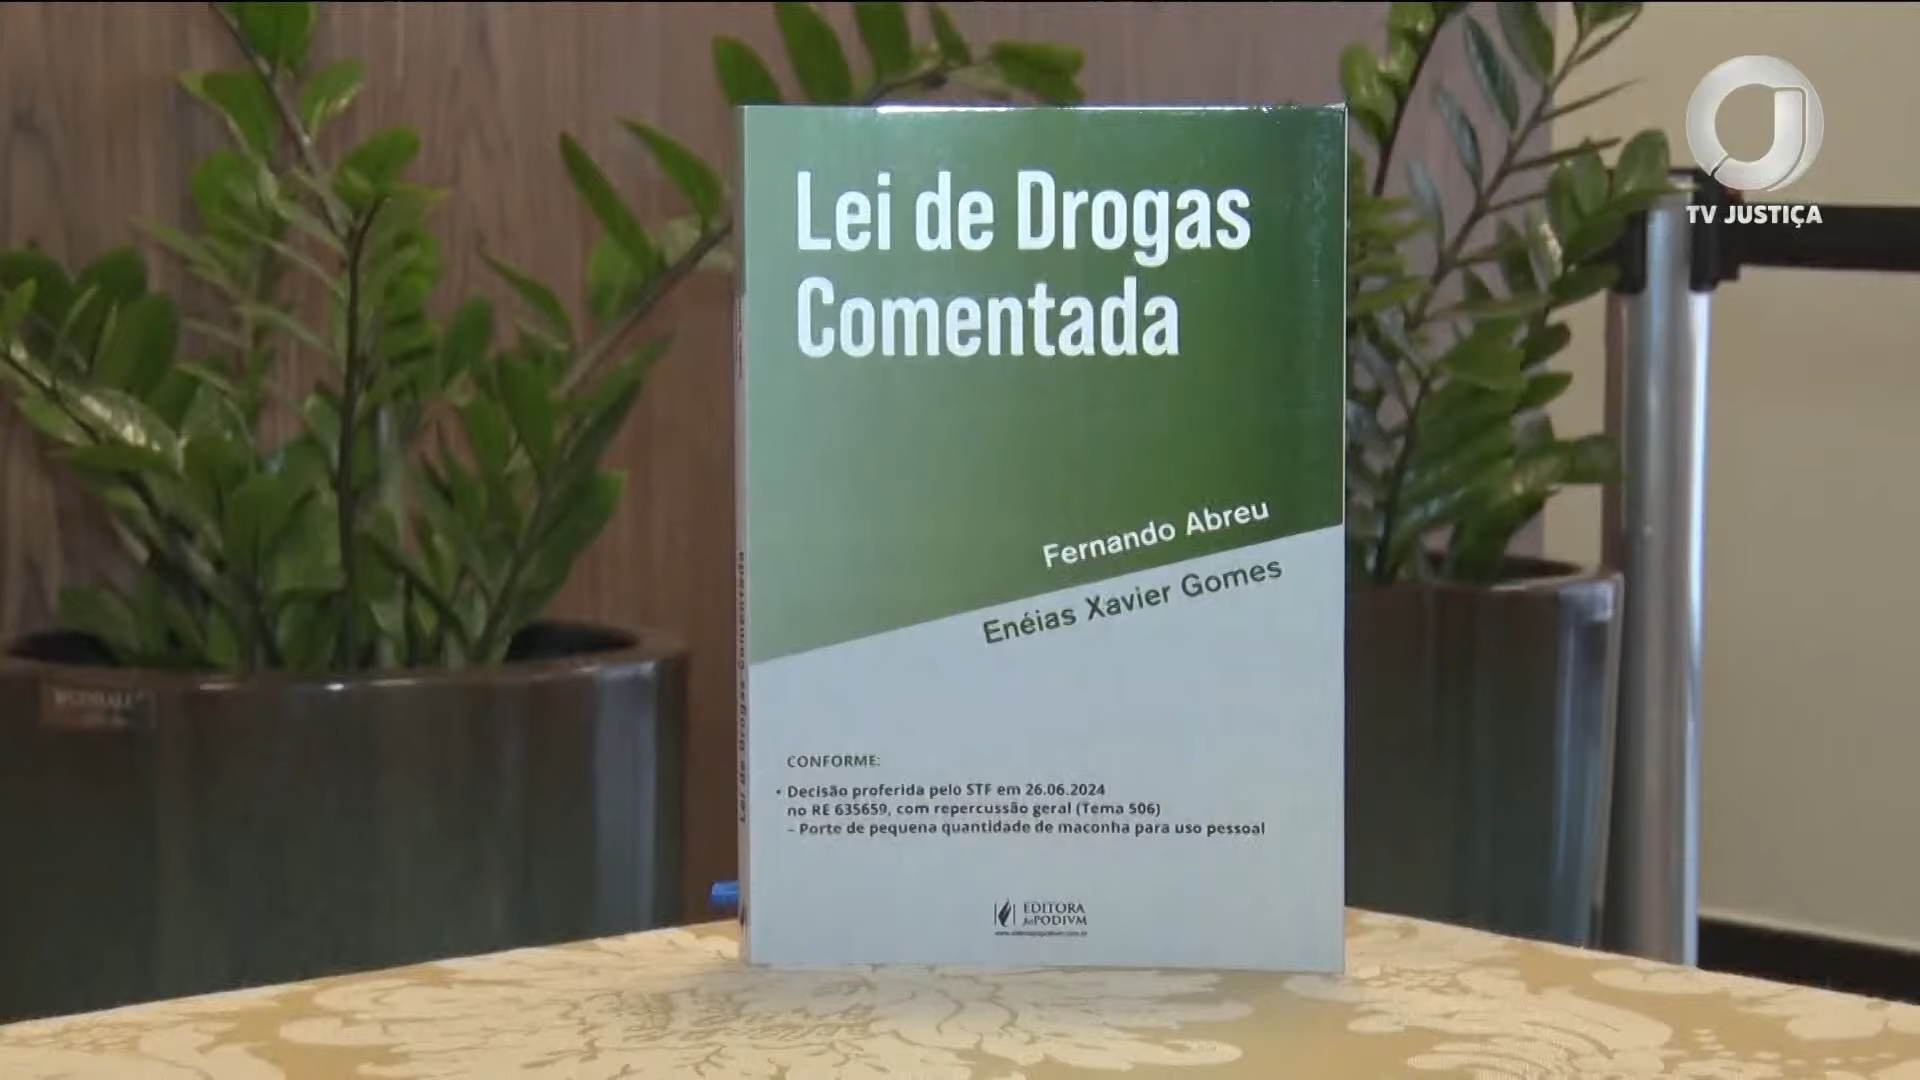 TV JUSTIÇA
Lei de Drogas
Comentada
Fernando Abreu
Enéias Xavier Gomes
CONFORME:
• Decisão proferida pelo STF em 26.06.2024
no RE 635659, com repercussão geral (Tema 506)
– Porte de pequena quantidade de maconha para uso pessoal
EDITORA
JusPODIVM
Lei de Drogas Comentada